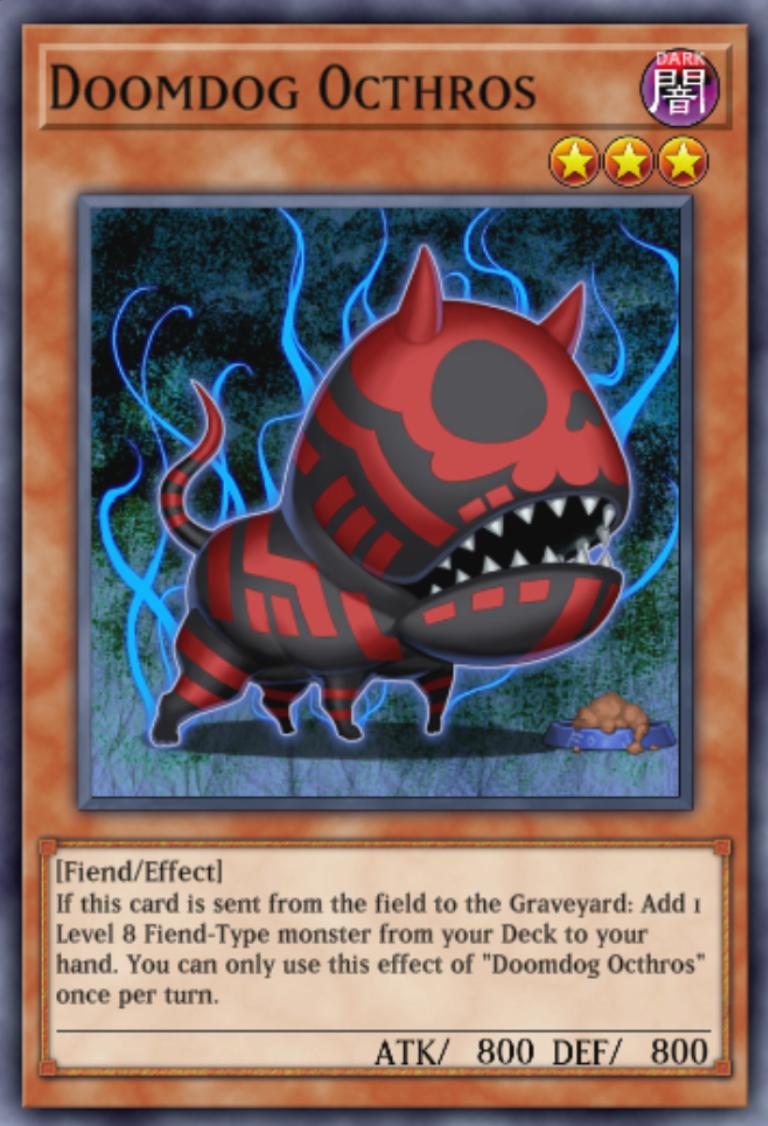 Doomdog Octhros
DARK
闇
[Fiend/Effect]
If this card is sent from the field to the Graveyard: Add 1
Level 8 Fiend-Type monster from your Deck to your
hand. You can only use this effect of "Doomdog Octhros"
once per turn.
ATK/ 800 DEF/ 800